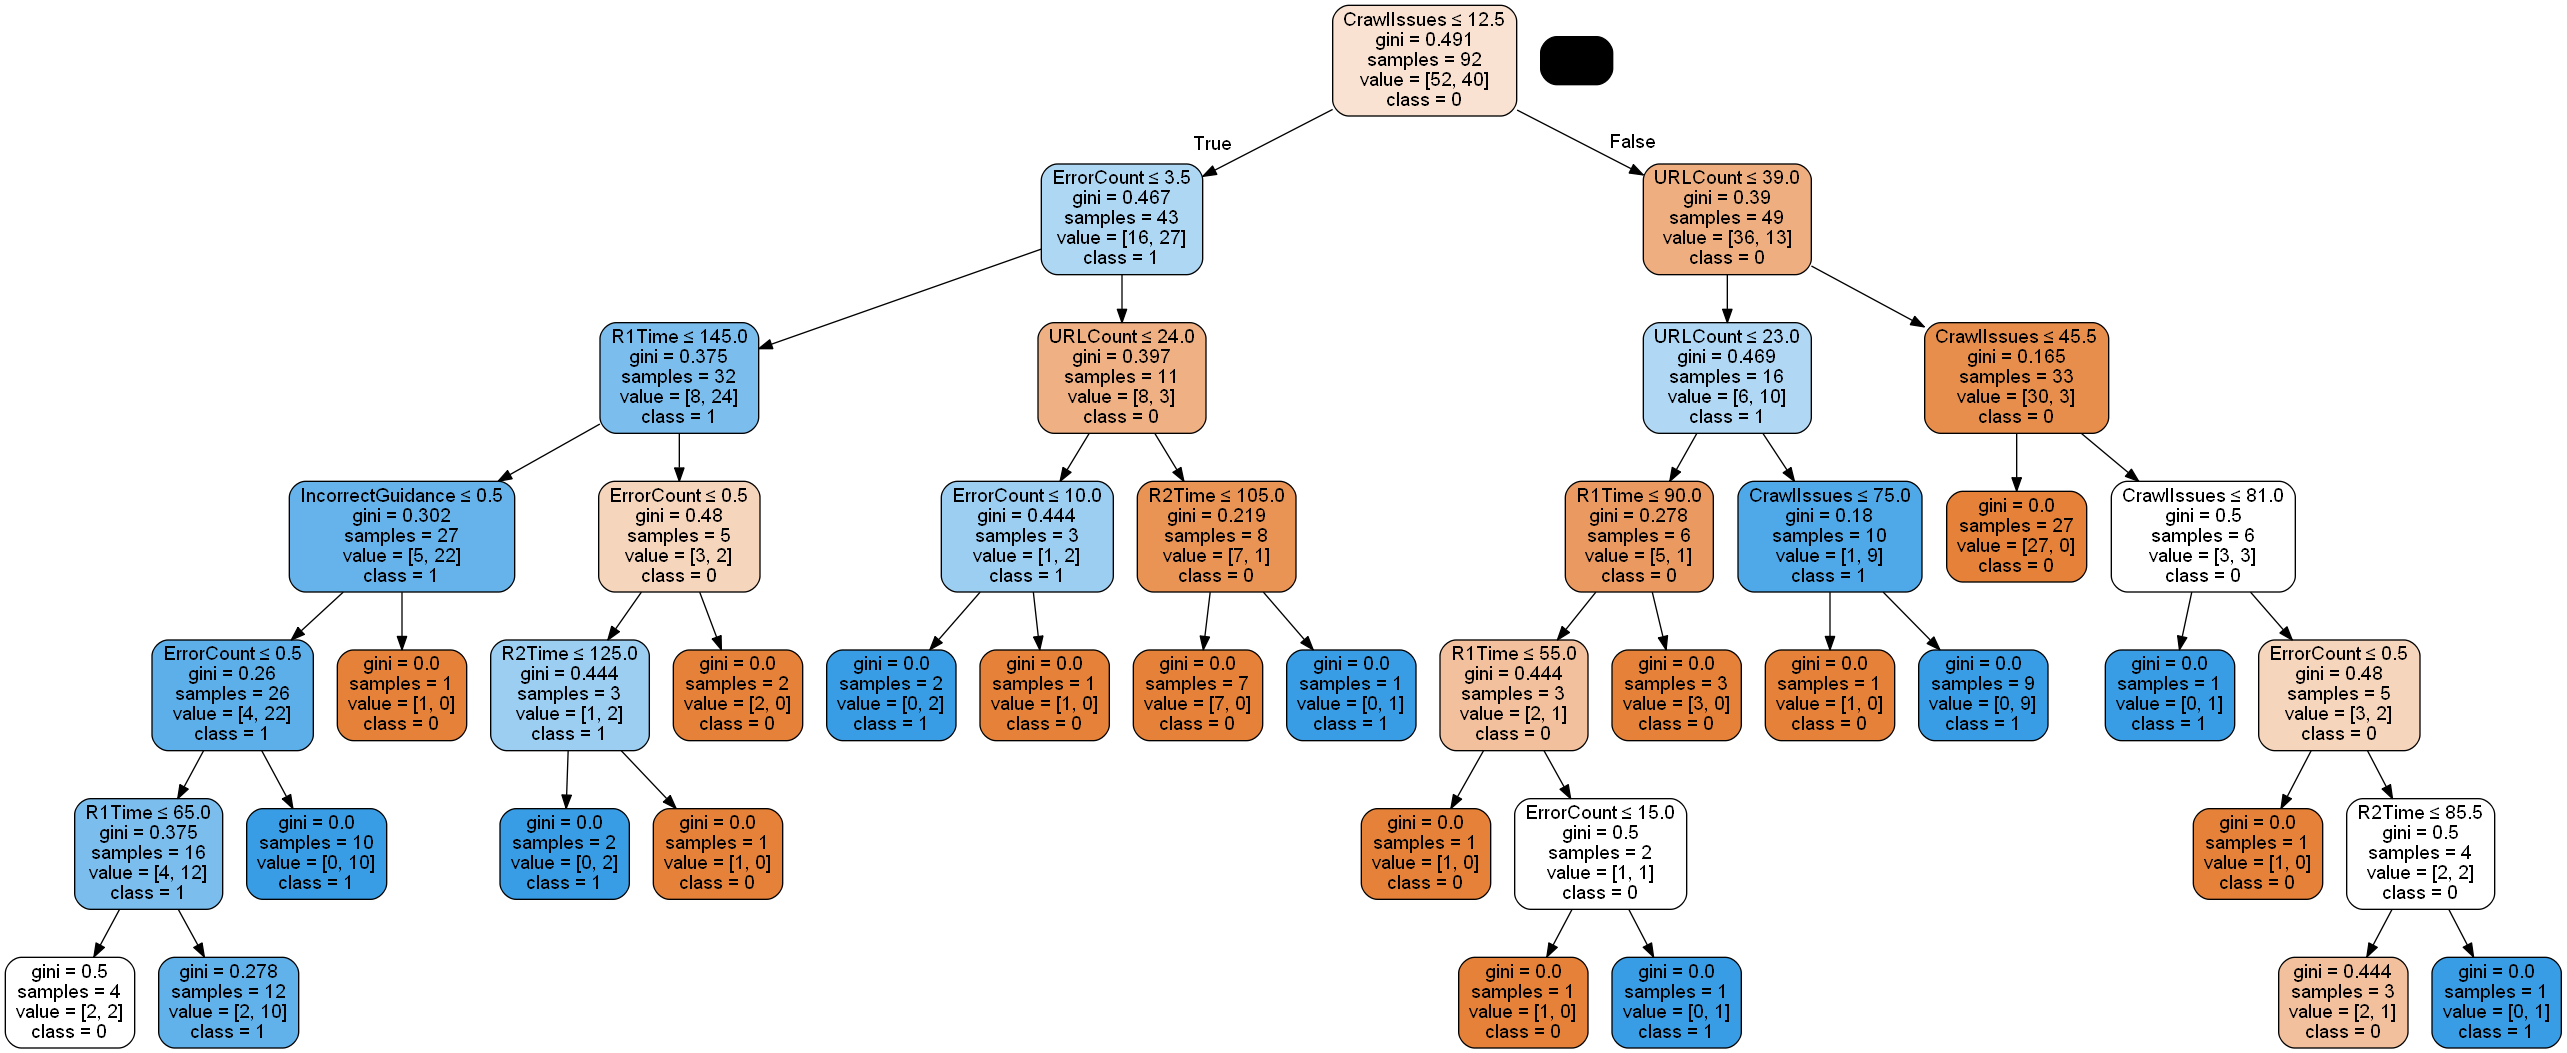 CrawlIssues ≤ 12.5
gini = 0.491
samples = 92
value = [52, 40]
class = 0
True
False
ErrorCount ≤ 3.5
gini = 0.467
samples = 43
value = [16, 27]
class = 1
URLCount ≤ 39.0
gini = 0.39
samples = 49
value = [36, 13]
class = 0
R1Time ≤ 145.0
gini = 0.375
samples = 32
value = [8, 24]
class = 1
URLCount ≤ 24.0
gini = 0.397
samples = 11
value = [8, 3]
class = 0
URLCount ≤ 23.0
gini = 0.469
samples = 16
value = [6, 10]
class = 1
CrawlIssues ≤ 45.5
gini = 0.165
samples = 33
value = [30, 3]
class = 0
IncorrectGuidance ≤ 0.5
gini = 0.302
samples = 27
value = [5, 22]
class = 1
ErrorCount ≤ 0.5
gini = 0.48
samples = 5
value = [3, 2]
class = 0
ErrorCount ≤ 10.0
gini = 0.444
samples = 3
value = [1, 2]
class = 1
R2Time ≤ 105.0
gini = 0.219
samples = 8
value = [7, 1]
class = 0
R1Time ≤ 90.0
gini = 0.278
samples = 6
value = [5, 1]
class = 0
CrawlIssues ≤ 75.0
gini = 0.18
samples = 10
value = [1, 9]
class = 1
gini = 0.0
samples = 27
value = [27, 0]
class = 0
CrawlIssues ≤ 81.0
gini = 0.5
samples = 6
value = [3, 3]
class = 0
ErrorCount ≤ 0.5
gini = 0.26
samples = 26
value = [4, 22]
class = 1
gini = 0.0
samples = 1
value = [1, 0]
class = 0
R2Time ≤ 125.0
gini = 0.444
samples = 3
value = [1, 2]
class = 1
gini = 0.0
samples = 2
value = [2, 0]
class = 0
gini = 0.0
samples = 2
value = [0, 2]
class = 1
gini = 0.0
samples = 1
value = [1, 0]
class = 0
gini = 0.0
samples = 7
value = [7, 0]
class = 0
gini = 0.0
samples = 1
value = [0, 1]
class = 1
R1Time ≤ 55.0
gini = 0.444
samples = 3
value = [2, 1]
class = 0
gini = 0.0
samples = 3
value = [3, 0]
class = 0
gini = 0.0
samples = 1
value = [1, 0]
class = 0
gini = 0.0
samples = 9
value = [0, 9]
class = 1
gini = 0.0
samples = 1
value = [0, 1]
class = 1
ErrorCount ≤ 0.5
gini = 0.48
samples = 5
value = [3, 2]
class = 0
R1Time ≤ 65.0
gini = 0.375
samples = 16
value = [4, 12]
class = 1
gini = 0.0
samples = 10
value = [0, 10]
class = 1
gini = 0.0
samples = 2
value = [0, 2]
class = 1
gini = 0.0
samples = 1
value = [1, 0]
class = 0
gini = 0.0
samples = 1
value = [1, 0]
class = 0
ErrorCount ≤ 15.0
gini = 0.5
samples = 2
value = [1, 1]
class = 0
gini = 0.0
samples = 1
value = [1, 0]
class = 0
R2Time ≤ 85.5
gini = 0.5
samples = 4
value = [2, 2]
class = 0
gini = 0.5
samples = 4
value = [2, 2]
class = 0
gini = 0.278
samples = 12
value = [2, 10]
class = 1
gini = 0.0
samples = 1
value = [1, 0]
class = 0
gini = 0.0
samples = 1
value = [0, 1]
class = 1
gini = 0.444
samples = 3
value = [2, 1]
class = 0
gini = 0.0
samples = 1
value = [0, 1]
class = 1